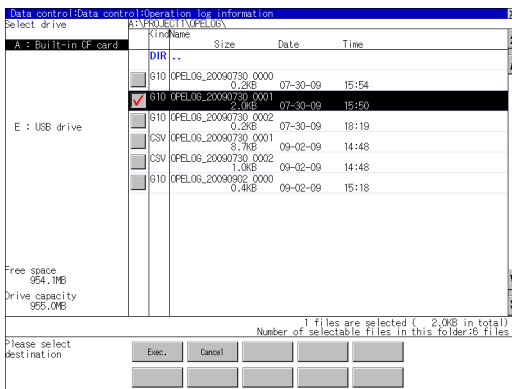 Data control:Data control:Operation log information
Select drive
A:\PROJECT1\OPELOG\
Kind Name
Size Date Time
A : Built-in CF card
DIR ..
G10 OPELOG_20090730_0000
0.2KB 07-30-09 15:54
G10 OPELOG_20090730_0001
2.0KB 07-30-09 15:50
G10 OPELOG_20090730_0002
0.2KB 07-30-09 18:19
E : USB drive
CSV OPELOG_20090730_0001
8.7KB 09-02-09 14:48
CSV OPELOG_20090730_0002
1.0KB 09-02-09 14:48
G10 OPELOG_20090902_0000
0.4KB 09-02-09 15:18
Free space
954.1MB
Drive capacity
955.0MB
1 files are selected ( 2.0KB in total)
Number of selectable files in this folder:6 files
Please select
destination
Exec. Cancel